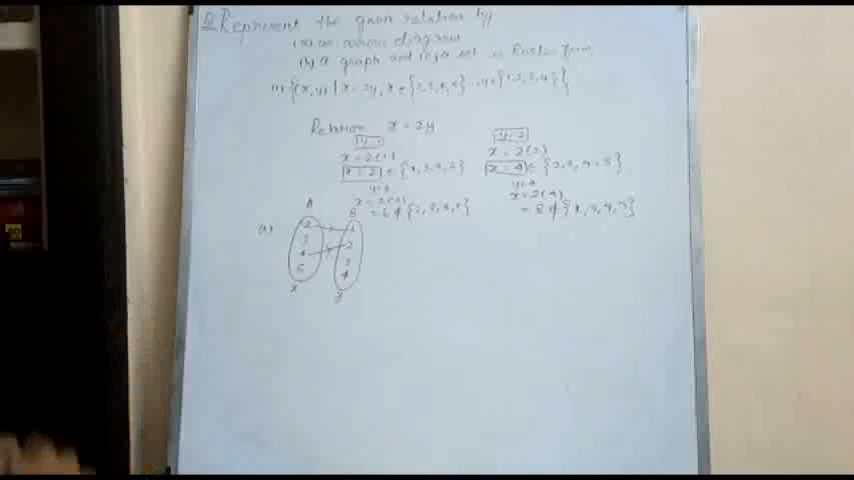 Q Represent the given relation by
(a) an arrow diagram
(b) a graph and (c) a set in Roster form
(i) {(x, y) | x = 2y, x ∈ {2, 3, 4, 5} y ∈ {1, 2, 3, 4}}
Relation x = 2y
y=1
x = 2(1)
x = 2 ∈ {2, 3, 4, 5}
y=3
x = 2(3)
= 6 ∉ {2, 3, 4, 5}
y=2
x = 2(2)
x = 4 ∈ {2, 3, 4, 5}
y=4
x = 2(4)
= 8 ∉ {2, 3, 4, 5}
a)
A B
2 1
3 2
4 3
5 4
x y